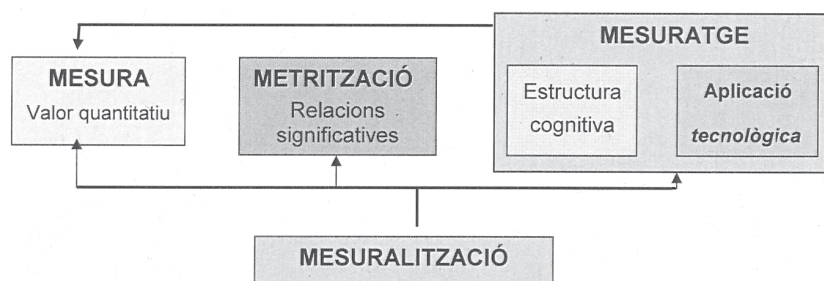 MESURATGE
MESURA
Valor quantitatiu
METRITZACIÓ
Relacions
significatives
Estructura
cognitiva
Aplicació
tecnològica
MESURALITZACIÓ